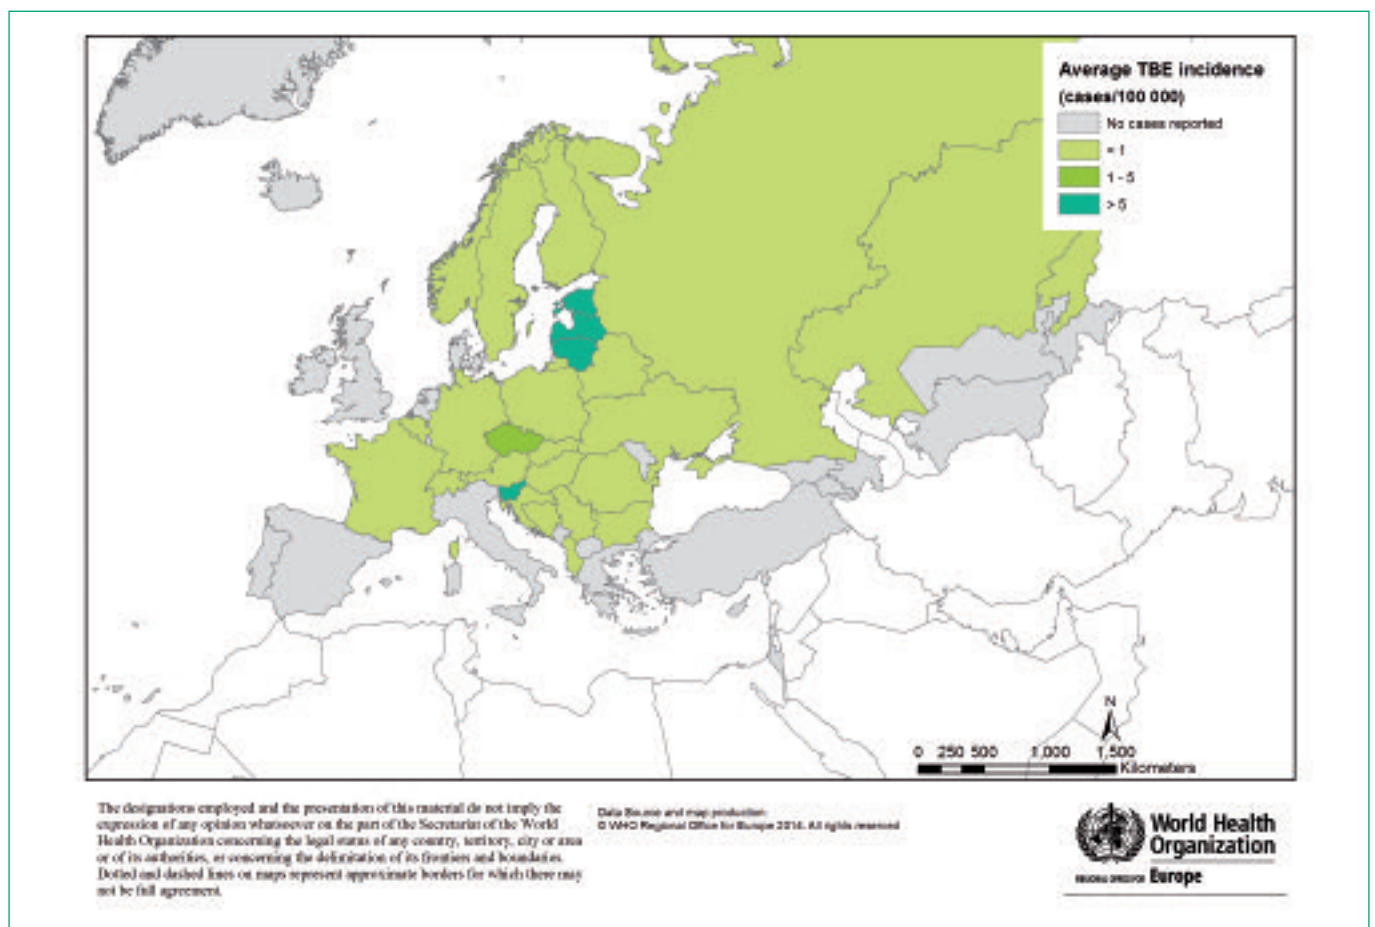 Average TBE incidence
(cases/100 000)
No cases reported
< 1
1 - 5
> 5
N
0 250 500 1,000 1,500
Kilometers
The designations employed and the presentation of this material do not imply the
expression of any opinion whatsoever on the part of the Secretariat of the World
Health Organization concerning the legal status of any country, territory, city or area
or of its authorities, or concerning the delimitation of its frontiers and boundaries.
Dotted and dashed lines on maps represent approximate borders for which there may
not be full agreement.
Data Source and map production:
© WHO Regional Office for Europe 2014. All rights reserved
World Health
Organization
REGIONAL OFFICE FOR Europe